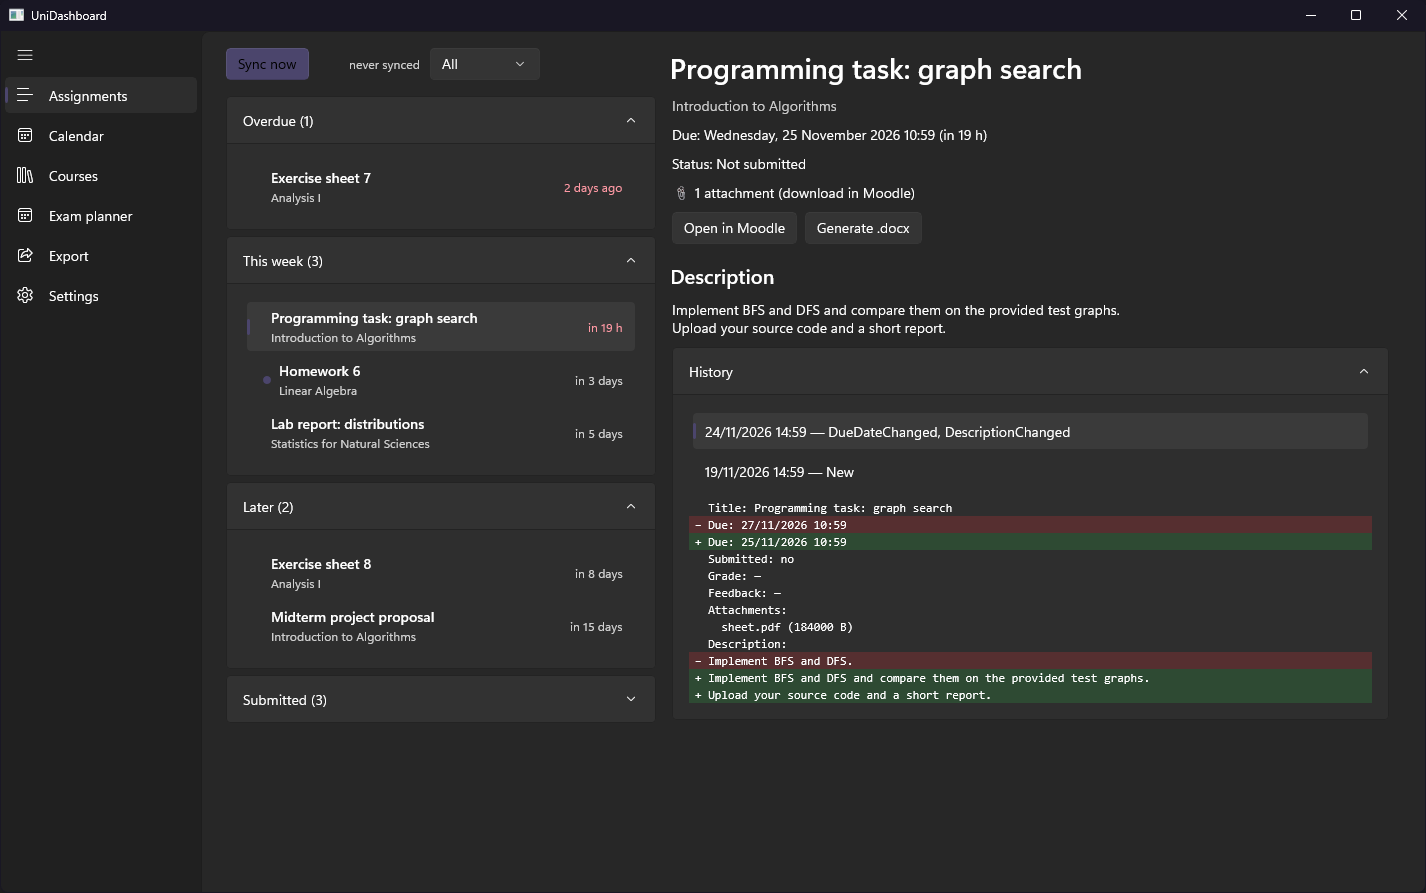 UniDashboard
Assignments
Calendar
Courses
Exam planner
Export
Settings
Sync now
never synced
All
Overdue (1)
Exercise sheet 7
Analysis I
2 days ago
This week (3)
Programming task: graph search
Introduction to Algorithms
in 19 h
Homework 6
Linear Algebra
in 3 days
Lab report: distributions
Statistics for Natural Sciences
in 5 days
Later (2)
Exercise sheet 8
Analysis I
in 8 days
Midterm project proposal
Introduction to Algorithms
in 15 days
Submitted (3)
Programming task: graph search
Introduction to Algorithms
Due: Wednesday, 25 November 2026 10:59 (in 19 h)
Status: Not submitted
1 attachment (download in Moodle)
Open in Moodle
Generate .docx
Description
Implement BFS and DFS and compare them on the provided test graphs.
Upload your source code and a short report.
History
24/11/2026 14:59 — DueDateChanged, DescriptionChanged
19/11/2026 14:59 — New
Title: Programming task: graph search
- Due: 27/11/2026 10:59
+ Due: 25/11/2026 10:59
Submitted: no
Grade: —
Feedback: —
Attachments:
sheet.pdf (184000 B)
Description:
- Implement BFS and DFS.
+ Implement BFS and DFS and compare them on the provided test graphs.
+ Upload your source code and a short report.